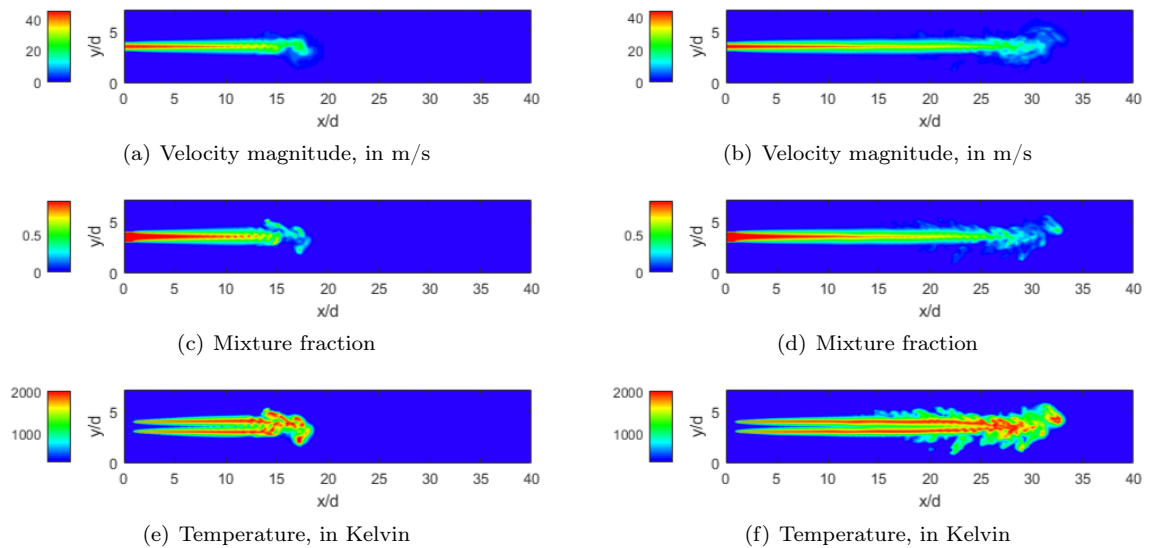 40
20
0
y/d
5
0
0 5 10 15 20 25 30 35 40
x/d
(a) Velocity magnitude, in m/s
40
20
0
y/d
5
0
0 5 10 15 20 25 30 35 40
x/d
(b) Velocity magnitude, in m/s
0.5
0
y/d
5
0
0 5 10 15 20 25 30 35 40
x/d
(c) Mixture fraction
0.5
0
y/d
5
0
0 5 10 15 20 25 30 35 40
x/d
(d) Mixture fraction
2000
1000
y/d
5
0
0 5 10 15 20 25 30 35 40
x/d
(e) Temperature, in Kelvin
2000
1000
y/d
5
0
0 5 10 15 20 25 30 35 40
x/d
(f) Temperature, in Kelvin